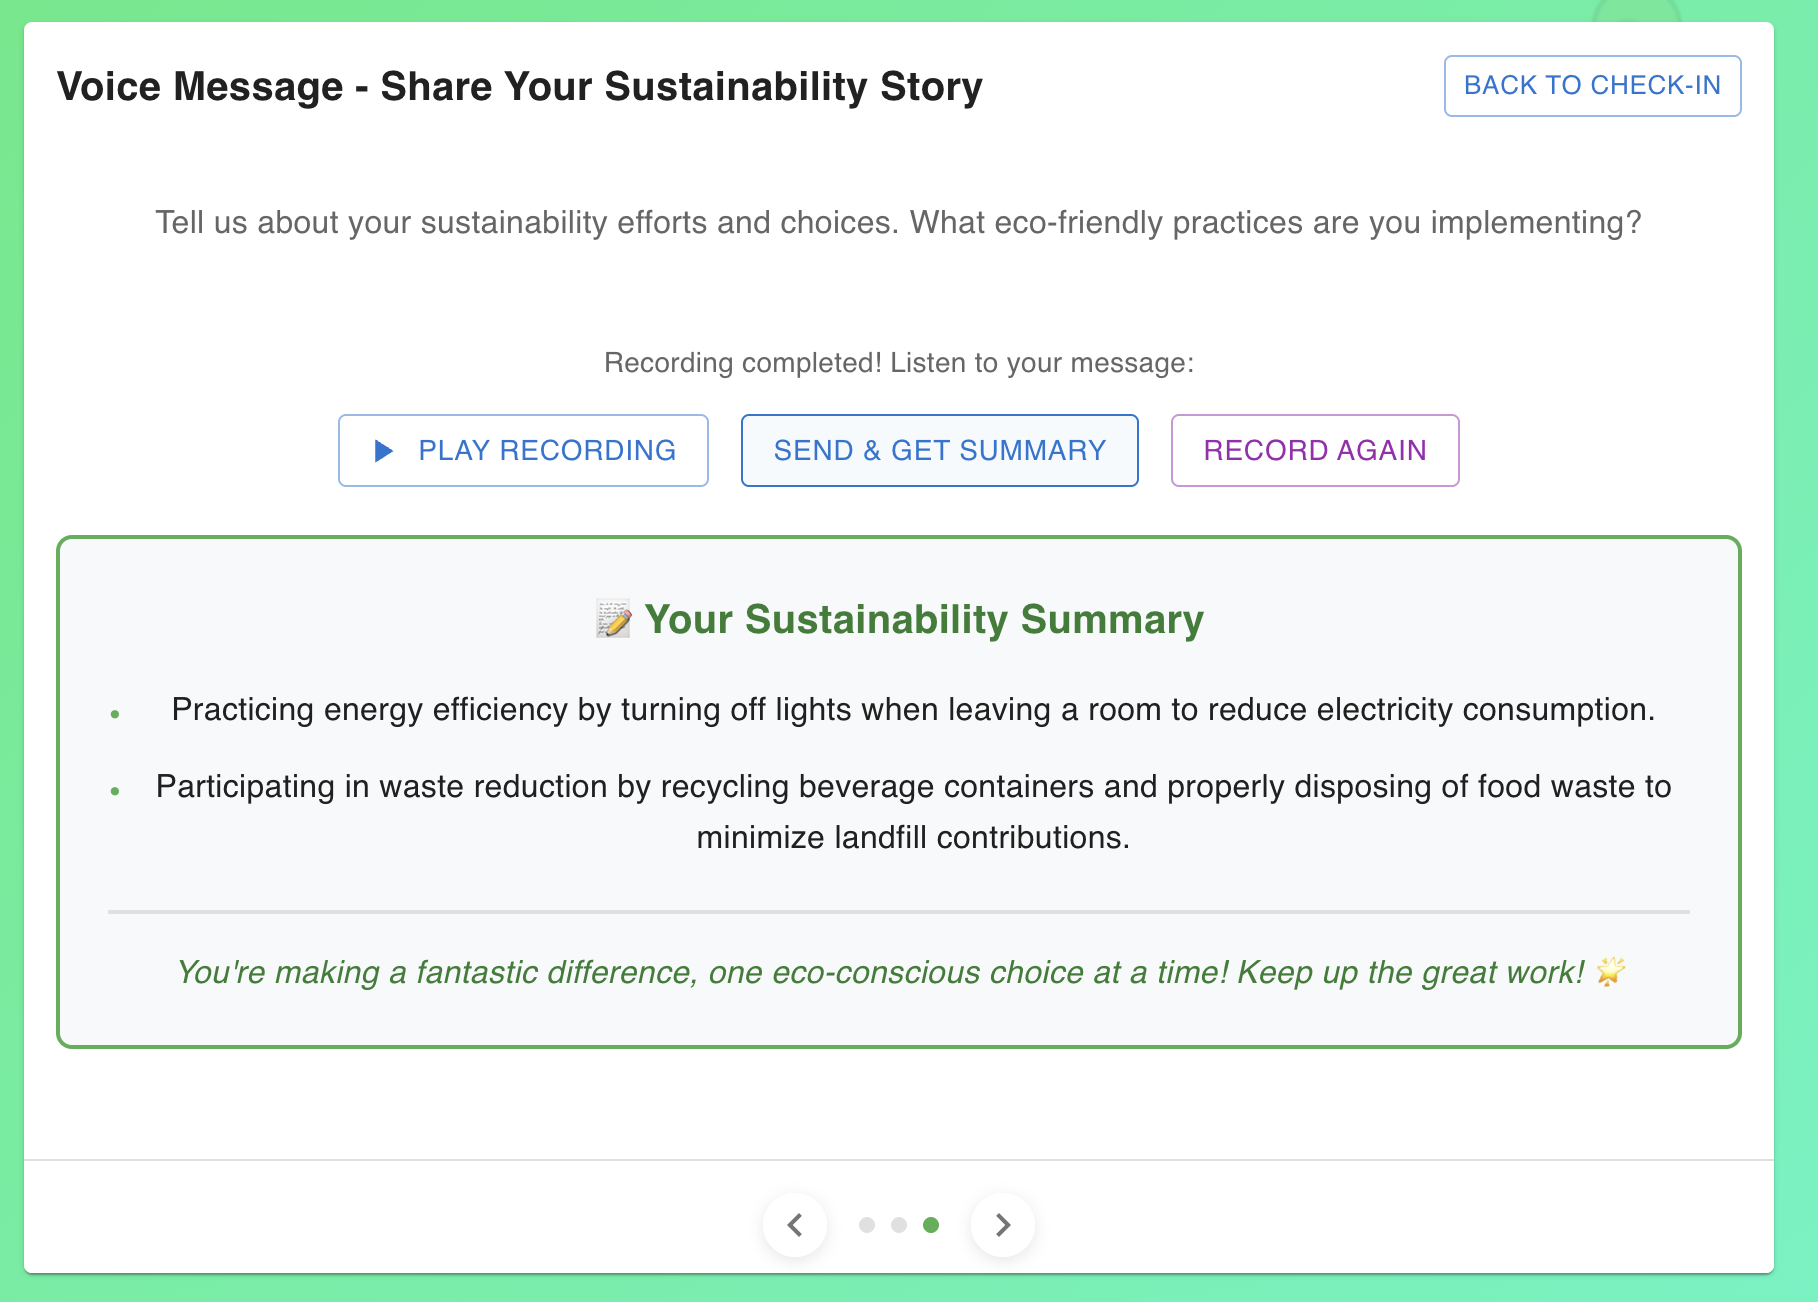 Voice Message - Share Your Sustainability Story
BACK TO CHECK-IN
Tell us about your sustainability efforts and choices. What eco-friendly practices are you implementing?
Recording completed! Listen to your message:
PLAY RECORDING
SEND & GET SUMMARY
RECORD AGAIN
📝 Your Sustainability Summary
• Practicing energy efficiency by turning off lights when leaving a room to reduce electricity consumption.
• Participating in waste reduction by recycling beverage containers and properly disposing of food waste to
minimize landfill contributions.
You're making a fantastic difference, one eco-conscious choice at a time! Keep up the great work! 🌟